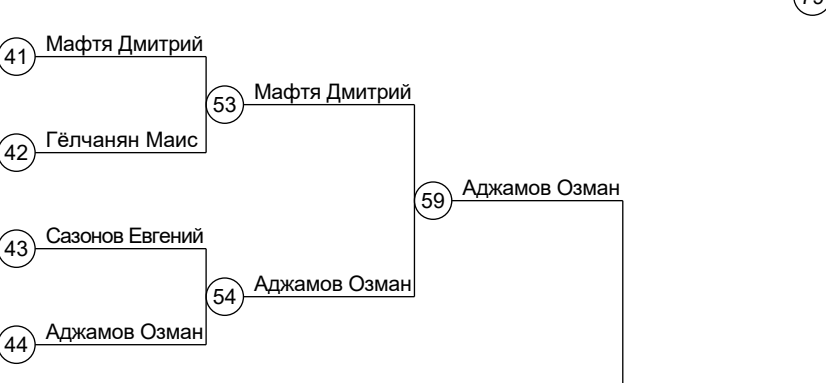 41 Мафтя Дмитрий
53 Мафтя Дмитрий
42 Гёлчанян Маис
59 Аджамов Озман
43 Сазонов Евгений
54 Аджамов Озман
44 Аджамов Озман